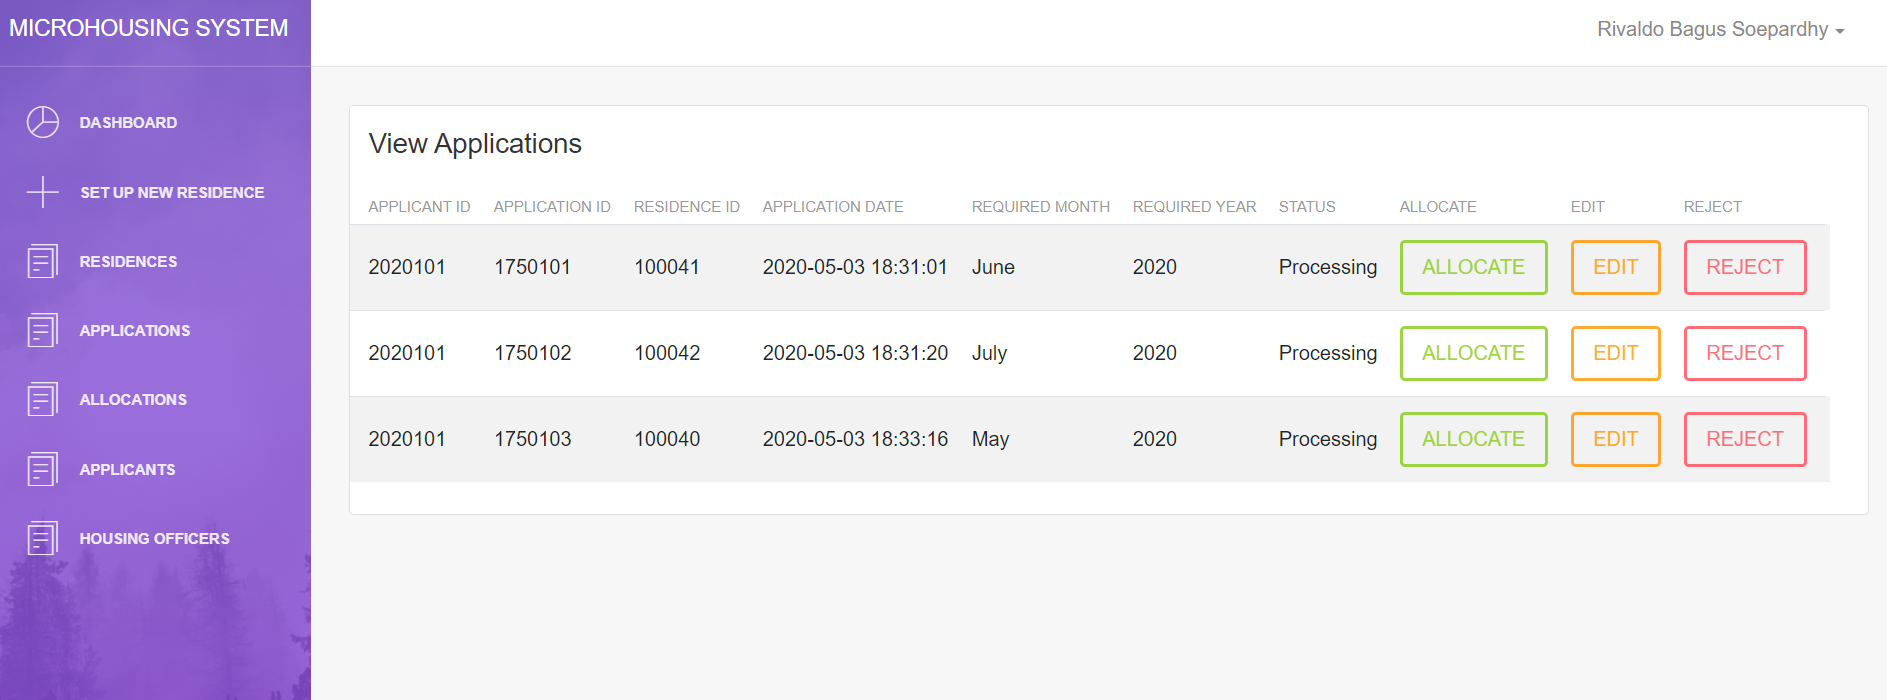 MICROHOUSING SYSTEM
Rivaldo Bagus Soepardhy
DASHBOARD
SET UP NEW RESIDENCE
RESIDENCES
APPLICATIONS
ALLOCATIONS
APPLICANTS
HOUSING OFFICERS
View Applications
APPLICANT ID APPLICATION ID RESIDENCE ID APPLICATION DATE REQUIRED MONTH REQUIRED YEAR STATUS ALLOCATE EDIT REJECT
2020101 1750101 100041 2020-05-03 18:31:01 June 2020 Processing ALLOCATE EDIT REJECT
2020101 1750102 100042 2020-05-03 18:31:20 July 2020 Processing ALLOCATE EDIT REJECT
2020101 1750103 100040 2020-05-03 18:33:16 May 2020 Processing ALLOCATE EDIT REJECT